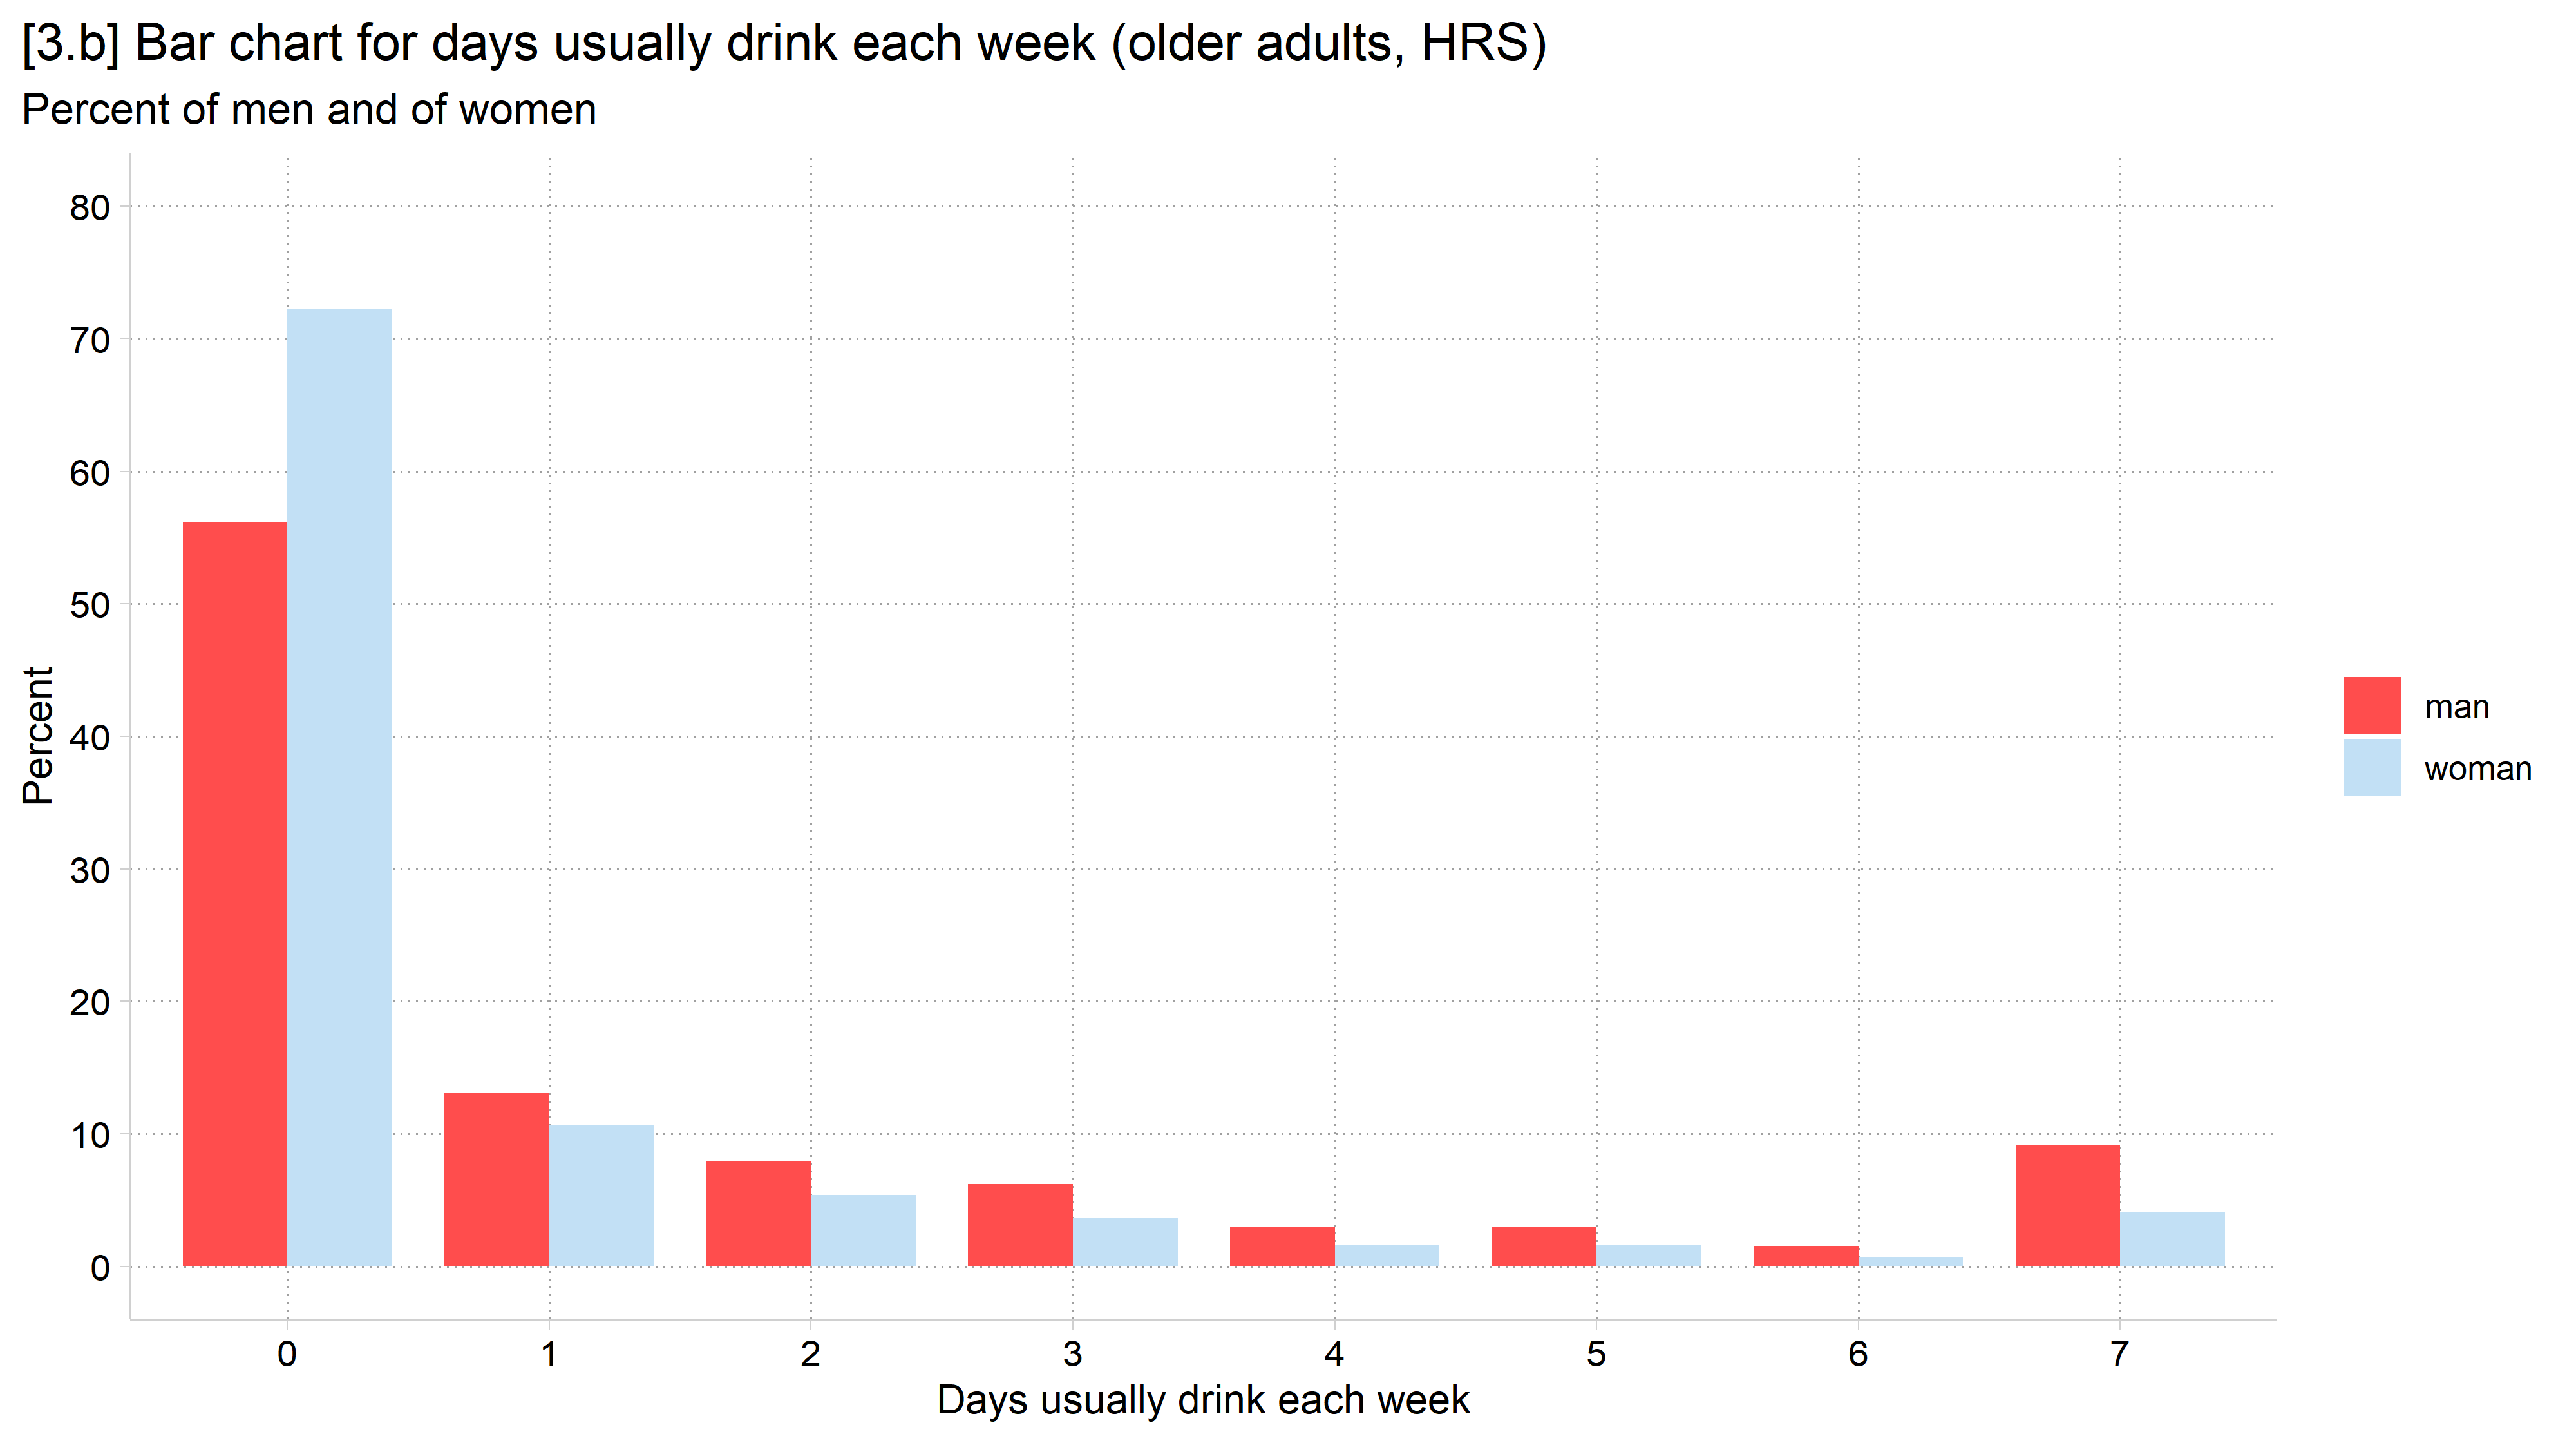 [3.b] Bar chart for days usually drink each week (older adults, HRS)
Percent of men and of women
80
70
60
50
40
30
20
10
0
Percent
0 1 2 3 4 5 6 7
Days usually drink each week
man
woman